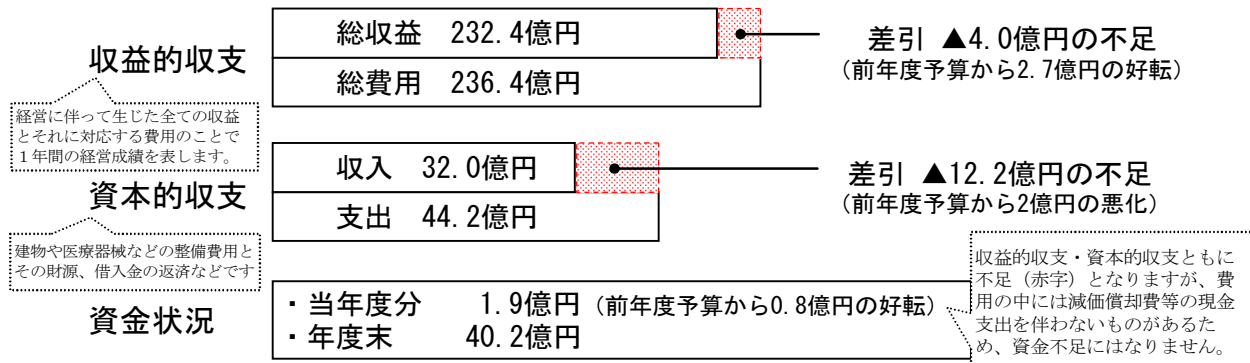 収益的収支
総収益 232.4億円
総費用 236.4億円
差引 ▲4.0億円の不足
(前年度予算から2.7億円の好転)
経営に伴って生じた全ての収益
とそれに対応する費用のことで
１年間の経営成績を表します。
資本的収支
収入 32.0億円
支出 44.2億円
差引 ▲12.2億円の不足
(前年度予算から2億円の悪化)
建物や医療器械などの整備費用と
その財源、借入金の返済などです
資金状況
・当年度分 1.9億円 (前年度予算から0.8億円の好転)
・年度末 40.2億円
収益的収支・資本的収支ともに
不足（赤字）となりますが、費
用の中には減価償却費等の現金
支出を伴わないものがあるた
め、資金不足にはなりません。